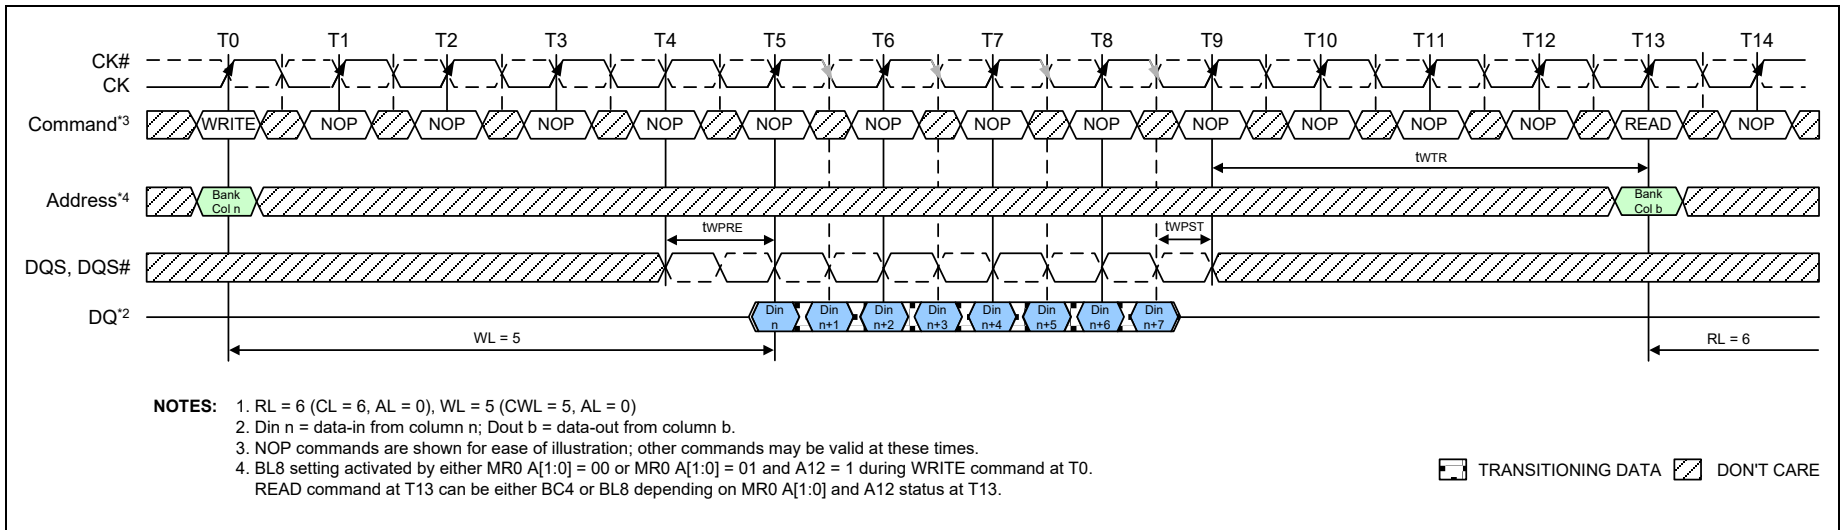 T0 T1 T2 T3 T4 T5 T6 T7 T8 T9 T10 T11 T12 T13 T14
CK#
CK
Command*3 WRITE NOP NOP NOP NOP NOP NOP NOP NOP NOP NOP NOP NOP READ NOP
tWTR
Address*4 Bank Col n Bank Col b
tWPRE tWPST
DQS, DQS#
DQ*2 Din n Din n+1 Din n+2 Din n+3 Din n+4 Din n+5 Din n+6 Din n+7
WL = 5 RL = 6
NOTES: 1. RL = 6 (CL = 6, AL = 0), WL = 5 (CWL = 5, AL = 0)
2. Din n = data-in from column n; Dout b = data-out from column b.
3. NOP commands are shown for ease of illustration; other commands may be valid at these times.
4. BL8 setting activated by either MR0 A[1:0] = 00 or MR0 A[1:0] = 01 and A12 = 1 during WRITE command at T0.
READ command at T13 can be either BC4 or BL8 depending on MR0 A[1:0] and A12 status at T13.
TRANSITIONING DATA DON'T CARE